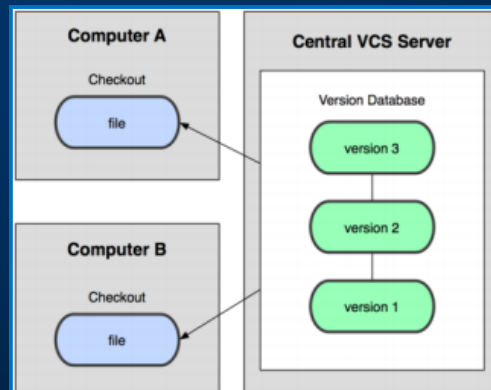 Computer A
Checkout
file
Computer B
Checkout
file
Central VCS Server
Version Database
version 3
version 2
version 1